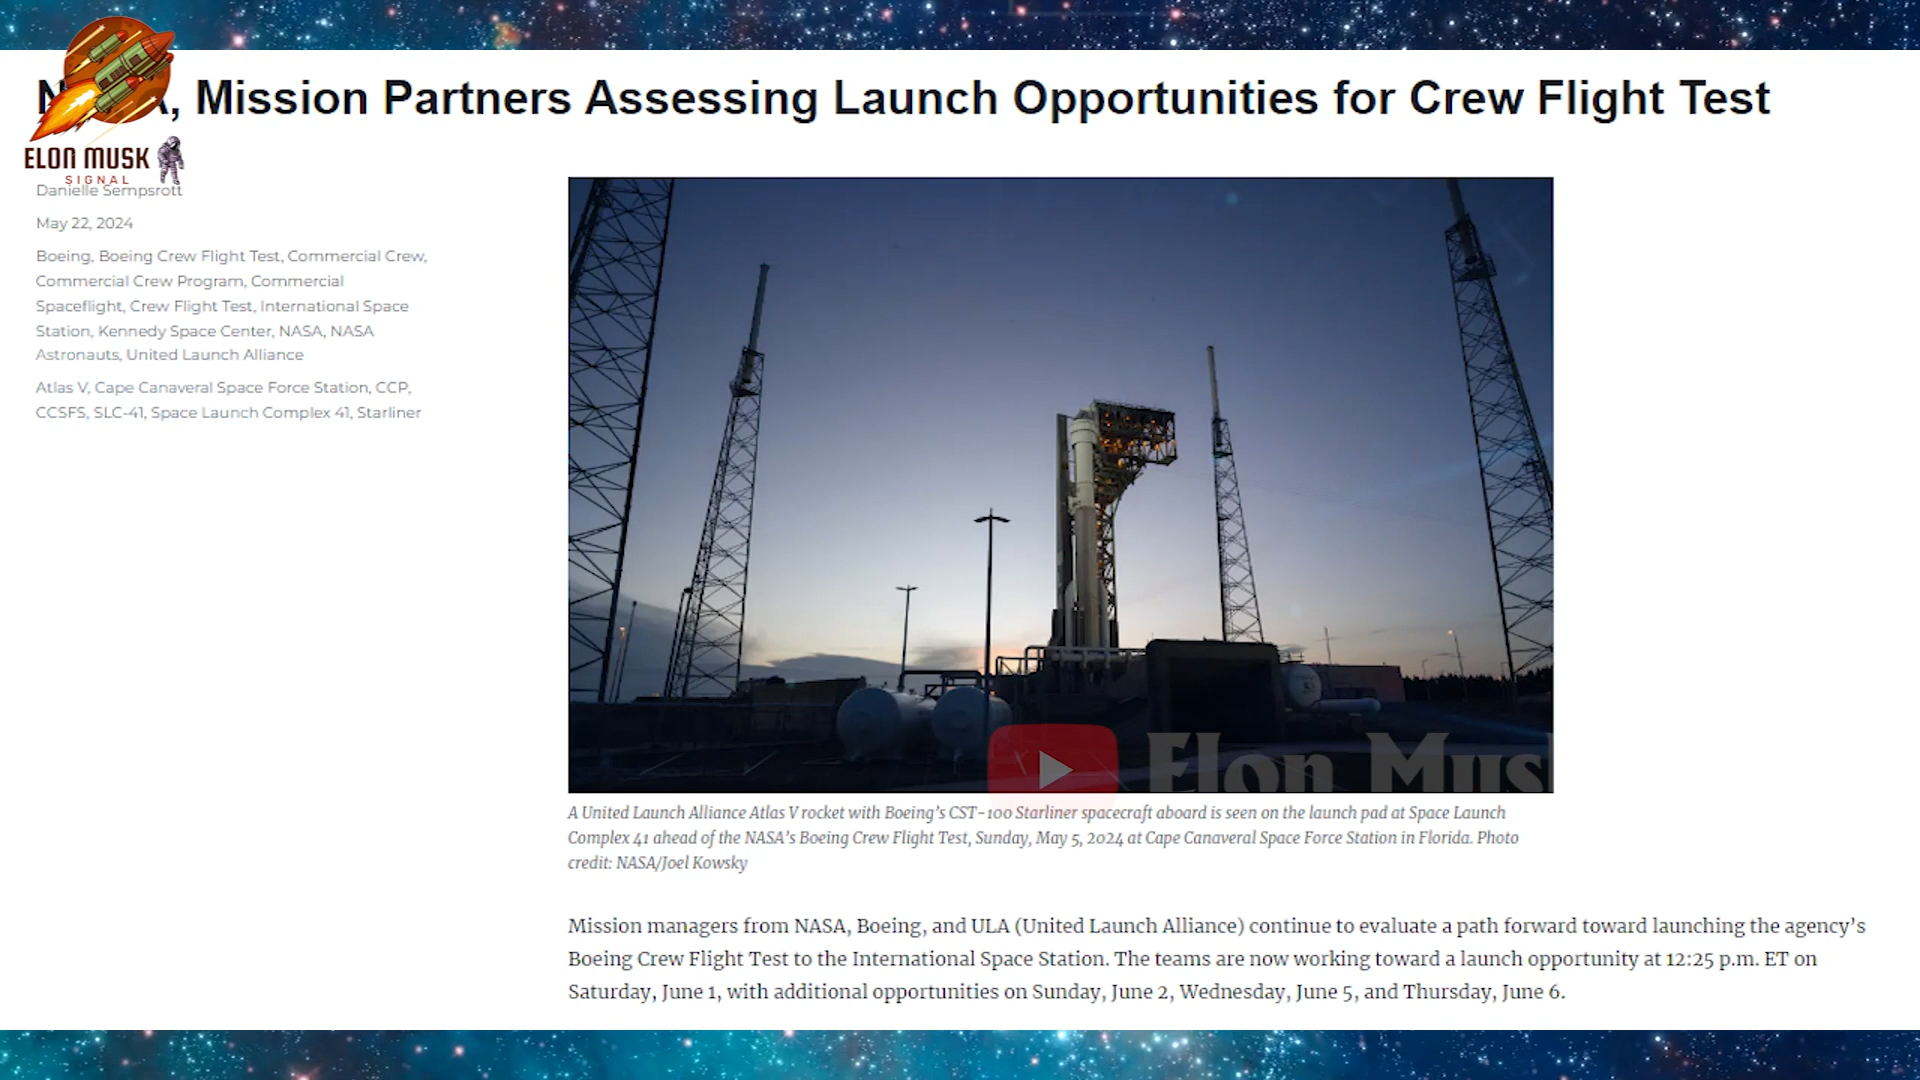 , Mission Partners Assessing Launch Opportunities for Crew Flight Test
ELON MUSK
SIGNAL
Danielle Sempsrott
May 22, 2024
Boeing, Boeing Crew Flight Test, Commercial Crew,
Commercial Crew Program, Commercial
Spaceflight, Crew Flight Test, International Space
Station, Kennedy Space Center, NASA, NASA
Astronauts, United Launch Alliance
Atlas V, Cape Canaveral Space Force Station, CCP,
CCSFS, SLC-41, Space Launch Complex 41, Starliner
Elon Mus
A United Launch Alliance Atlas V rocket with Boeing's CST-100 Starliner spacecraft aboard is seen on the launch pad at Space Launch
Complex 41 ahead of the NASA's Boeing Crew Flight Test, Sunday, May 5, 2024 at Cape Canaveral Space Force Station in Florida. Photo
credit: NASA/Joel Kowsky
Mission managers from NASA, Boeing, and ULA (United Launch Alliance) continue to evaluate a path forward toward launching the agency's
Boeing Crew Flight Test to the International Space Station. The teams are now working toward a launch opportunity at 12:25 p.m. ET on
Saturday, June 1, with additional opportunities on Sunday, June 2, Wednesday, June 5, and Thursday, June 6.